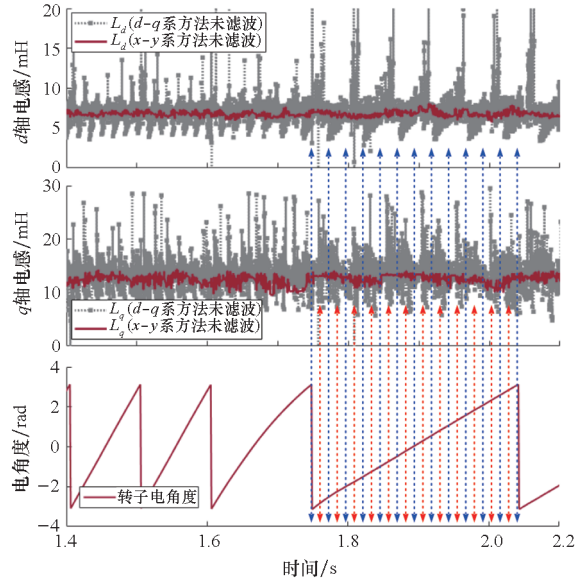 20
L_d(d-q系方法未滤波)
L_d(x-y系方法未滤波)
15
10
5
0
d轴电感/mH
30
20
10
0
q轴电感/mH
L_q(d-q系方法未滤波)
L_q(x-y系方法未滤波)
4
2
0
-2
-4
电角度/rad
转子电角度
1.4
1.6
1.8
2.0
2.2
时间/s